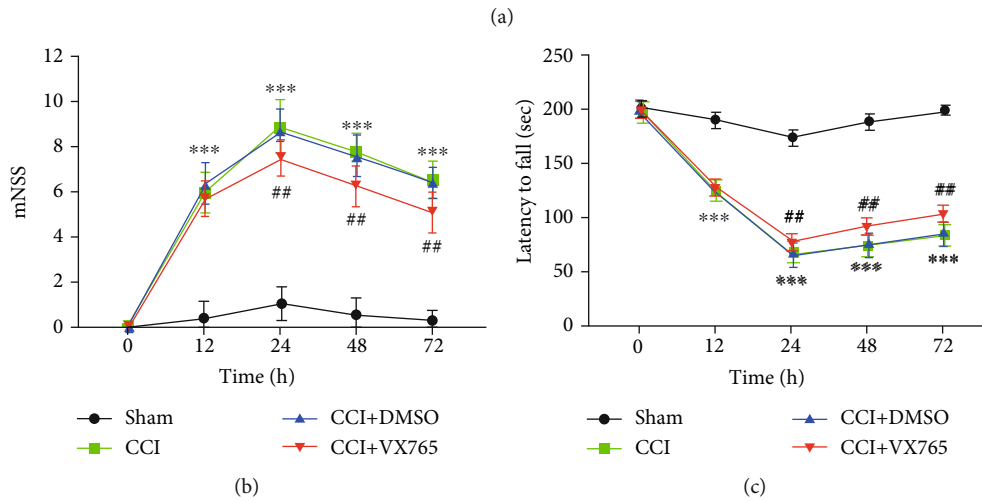 (a)
12
10
8
6
4
2
0
mNSS
***
***
***
***
##
##
##
0
12
24
48
72
Time (h)
Sham
CCI+DMSO
CCI
CCI+VX765
(b)
250
200
150
100
50
0
Latency to fall (sec)
***
##
##
##
***
***
***
0
12
24
48
72
Time (h)
Sham
CCI+DMSO
CCI
CCI+VX765
(c)